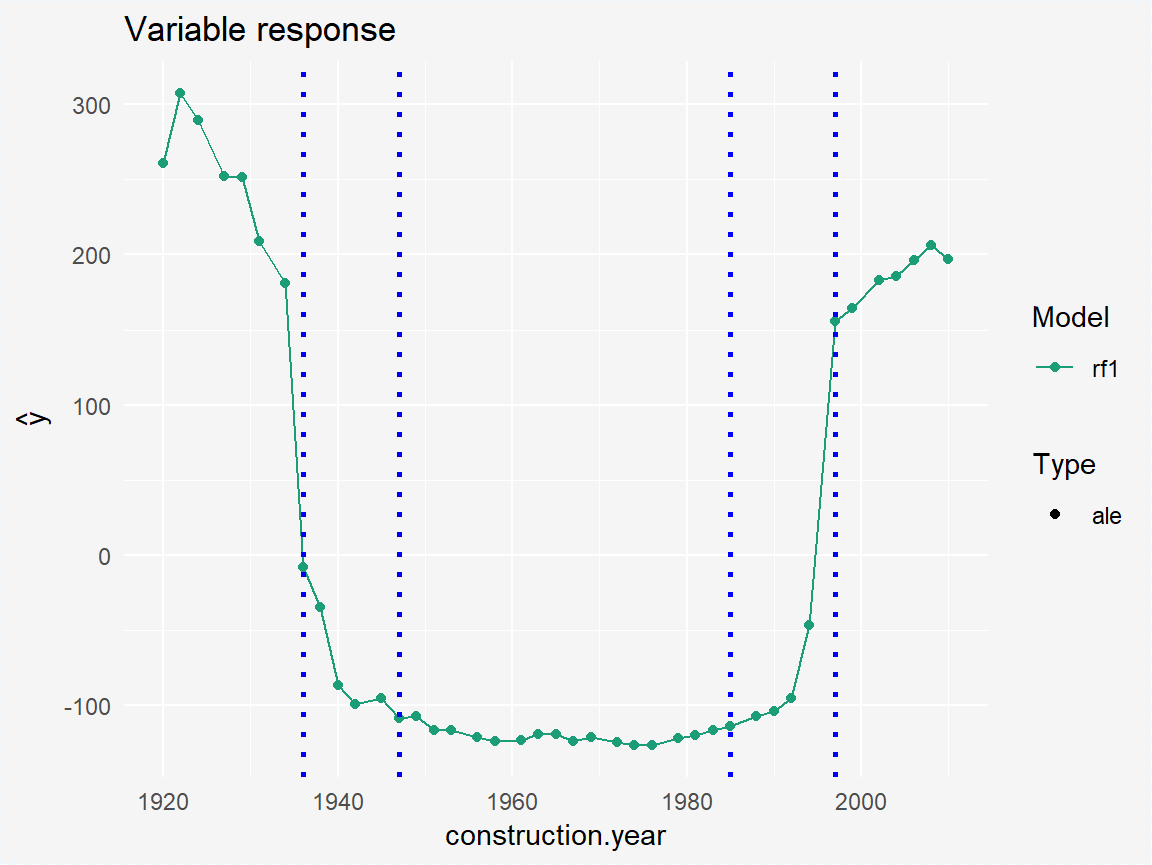 Variable response
300
200
100
0
-100
ŷ
1920 1940 1960 1980 2000
construction.year
Model
rf1
Type
ale